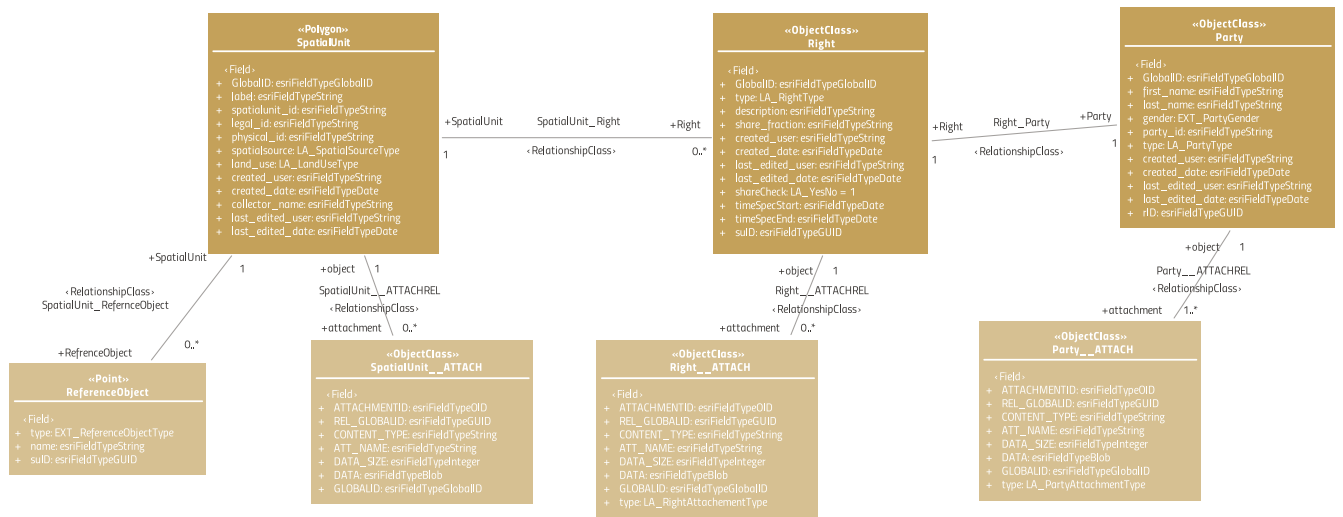 «Polygon»
SpatialUnit
‹Field›
+ GlobalID: esriFieldTypeGlobalID
+ label: esriFieldTypeString
+ spatialunit_id: esriFieldTypeString
+ legal_id: esriFieldTypeString
+ physical_id: esriFieldTypeString
+ spatialsource: LA_SpatialSourceType
+ land_use: LA_LandUseType
+ created_user: esriFieldTypeString
+ created_date: esriFieldTypeDate
+ collector_name: esriFieldTypeString
+ last_edited_user: esriFieldTypeString
+ last_edited_date: esriFieldTypeDate
+SpatialUnit
SpatialUnit_Right
+Right
1
‹RelationshipClass›
0..*
«ObjectClass»
Right
‹Field›
+ GlobalID: esriFieldTypeGlobalID
+ type: LA_RightType
+ description: esriFieldTypeString
+ share_fraction: esriFieldTypeString
+ created_user: esriFieldTypeString
+ created_date: esriFieldTypeDate
+ last_edited_user: esriFieldTypeString
+ last_edited_date: esriFieldTypeDate
+ shareCheck: LA_YesNo = 1
+ timeSpecStart: esriFieldTypeDate
+ timeSpecEnd: esriFieldTypeDate
+ suID: esriFieldTypeGUID
+Right
Right_Party
+Party
1
‹RelationshipClass›
1
«ObjectClass»
Party
‹Field›
+ GlobalID: esriFieldTypeGlobalID
+ first_name: esriFieldTypeString
+ last_name: esriFieldTypeString
+ gender: EXT_PartyGender
+ party_id: esriFieldTypeString
+ type: LA_PartyType
+ created_user: esriFieldTypeString
+ created_date: esriFieldTypeDate
+ last_edited_user: esriFieldTypeString
+ last_edited_date: esriFieldTypeDate
+ rID: esriFieldTypeGUID
+SpatialUnit
1
‹RelationshipClass›
SpatialUnit_RefernceObject
+RefrenceObject
0..*
+object
1
SpatialUnit__ATTACHREL
‹RelationshipClass›
+attachment
0..*
+object
1
Right__ATTACHREL
‹RelationshipClass›
+attachment
0..*
+object
1
Party__ATTACHREL
‹RelationshipClass›
+attachment
1..*
«Point»
ReferenceObject
‹Field›
+ type: EXT_ReferenceObjectType
+ name: esriFieldTypeString
+ suID: esriFieldTypeGUID
«ObjectClass»
SpatialUnit__ATTACH
‹Field›
+ ATTACHMENTID: esriFieldTypeOID
+ REL_GLOBALID: esriFieldTypeGUID
+ CONTENT_TYPE: esriFieldTypeString
+ ATT_NAME: esriFieldTypeString
+ DATA_SIZE: esriFieldTypeInteger
+ DATA: esriFieldTypeBlob
+ GLOBALID: esriFieldTypeGlobalID
«ObjectClass»
Right__ATTACH
‹Field›
+ ATTACHMENTID: esriFieldTypeOID
+ REL_GLOBALID: esriFieldTypeGUID
+ CONTENT_TYPE: esriFieldTypeString
+ ATT_NAME: esriFieldTypeString
+ DATA_SIZE: esriFieldTypeInteger
+ DATA: esriFieldTypeBlob
+ GLOBALID: esriFieldTypeGlobalID
+ type: LA_RightAttachementType
«ObjectClass»
Party__ATTACH
‹Field›
+ ATTACHMENTID: esriFieldTypeOID
+ REL_GLOBALID: esriFieldTypeGUID
+ CONTENT_TYPE: esriFieldTypeString
+ ATT_NAME: esriFieldTypeString
+ DATA_SIZE: esriFieldTypeInteger
+ DATA: esriFieldTypeBlob
+ GLOBALID: esriFieldTypeGlobalID
+ type: LA_PartyAttachmentType